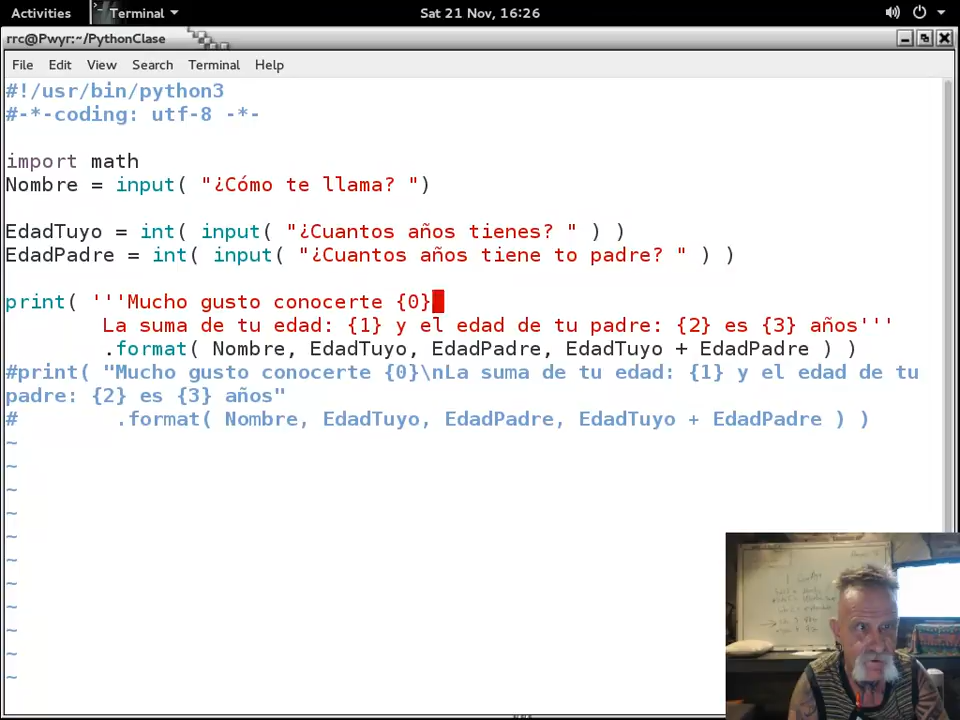 Activities Terminal Sat 21 Nov, 16:26
rrc@Pwyr:~/PythonClase
File Edit View Search Terminal Help
#!/usr/bin/python3
#-*-coding: utf-8 -*-
import math
Nombre = input( "¿Cómo te llama? ")
EdadTuyo = int( input( "¿Cuantos años tienes? " ) )
EdadPadre = int( input( "¿Cuantos años tiene to padre? " ) )
print( '''Mucho gusto conocerte {0}
La suma de tu edad: {1} y el edad de tu padre: {2} es {3} años'''
.format( Nombre, EdadTuyo, EdadPadre, EdadTuyo + EdadPadre ) )
#print( "Mucho gusto conocerte {0}\nLa suma de tu edad: {1} y el edad de tu
padre: {2} es {3} años"
# .format( Nombre, EdadTuyo, EdadPadre, EdadTuyo + EdadPadre ) )
~
~
~
~
~
~
~
~
~
~
~